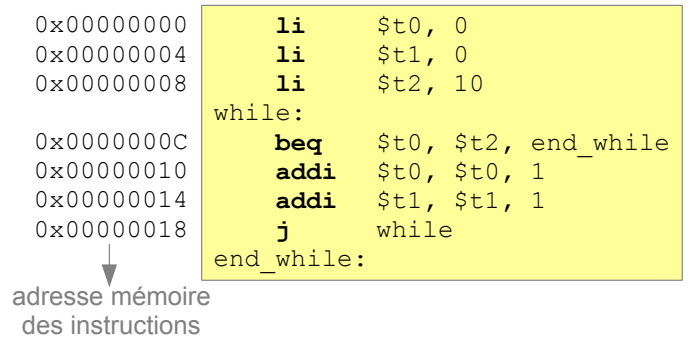 0x00000000 li $t0, 0
0x00000004 li $t1, 0
0x00000008 li $t2, 10
while:
0x0000000C beq $t0, $t2, end_while
0x00000010 addi $t0, $t0, 1
0x00000014 addi $t1, $t1, 1
0x00000018 j while
end_while:
adresse mémoire
des instructions